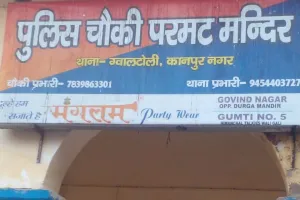 पुलिस चौकी परमट मन्दिर
थाना- ग्वालटोली, कानपुर नगर
चौकी प्रभारी- 7839863301 थाना प्रभारी- 9454403727
मंगलम Party Wear
GOVIND NAGAR
OPP. DURGA MANDIR
GUMTI NO. 5